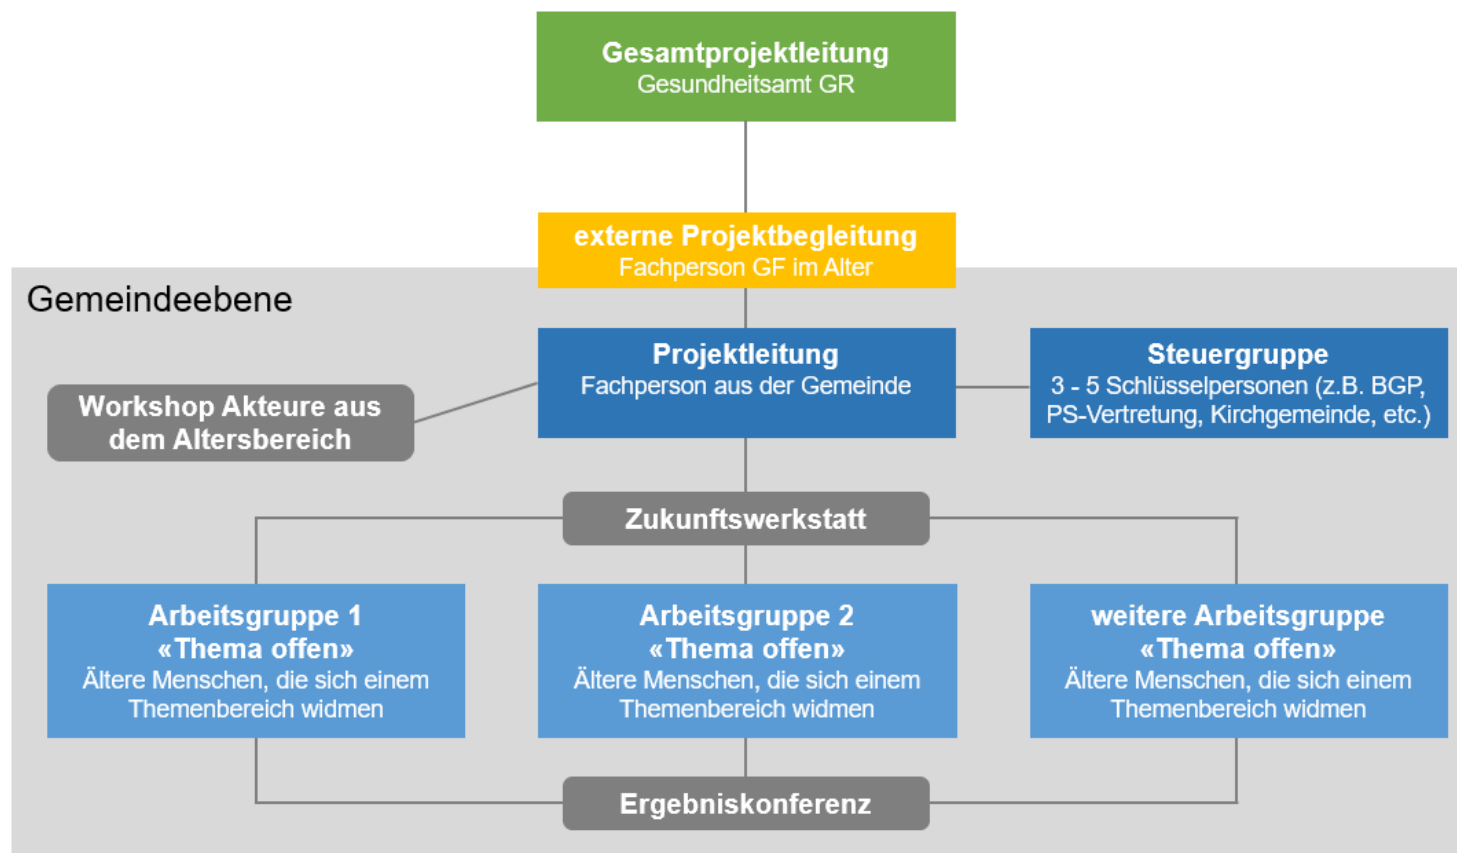 Gesamtprojektleitung
Gesundheitsamt GR
externe Projektbegleitung
Fachperson GF im Alter
Gemeindeebene
Projektleitung
Fachperson aus der Gemeinde
Steuergruppe
3 - 5 Schlüsselpersonen (z.B. BGP,
PS-Vertretung, Kirchgemeinde, etc.)
Workshop Akteure aus
dem Altersbereich
Zukunftswerkstatt
Arbeitsgruppe 1
«Thema offen»
Ältere Menschen, die sich einem
Themenbereich widmen
Arbeitsgruppe 2
«Thema offen»
Ältere Menschen, die sich einem
Themenbereich widmen
weitere Arbeitsgruppe
«Thema offen»
Ältere Menschen, die sich einem
Themenbereich widmen
Ergebniskonferenz